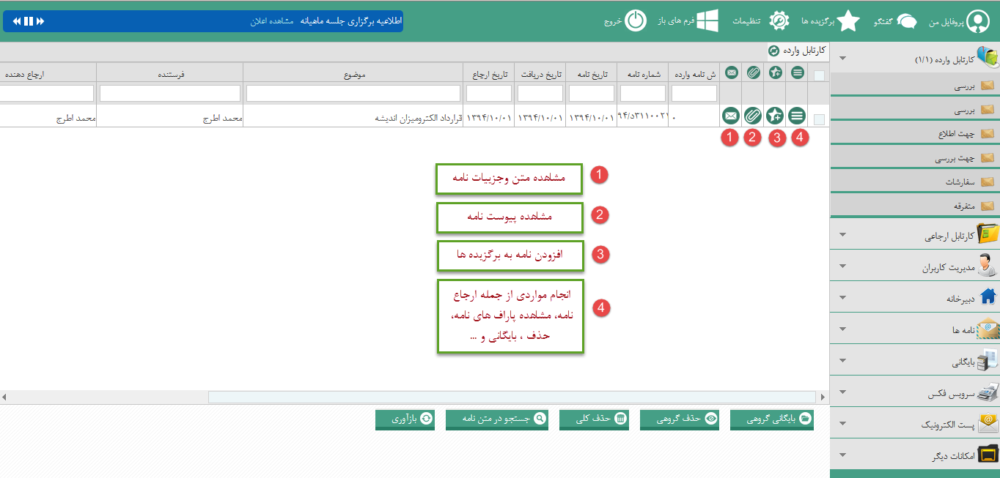 پروفایل من
گفتگو
برگزیده ها
تنظیمات
فرم های باز
خروج
اطلاعیه برگزاری جلسه ماهیانه مشاهده اعلان
کارتابل وارده (۱/۱)
بررسی
بررسی
جهت اطلاع
جهت بررسی
سفارشات
متفرقه
کارتابل ارجاعی
مدیریت کاربران
دبیرخانه
نامه ها
بایگانی
سرویس فکس
پست الکترونیک
امکانات دیگر
کارتابل وارده
ش نامه وارده شماره نامه تاریخ نامه تاریخ دریافت تاریخ ارجاع موضوع فرستنده ارجاع دهنده
۰ ۹۴/د۳۱۱۰۰۲۱ ۱۳۹۴/۱۰/۰۱ ۱۳۹۴/۱۰/۰۱ ۱۳۹۴/۱۰/۰۱ قرارداد الکترومیزان اندیشه محمد اطرج محمد اطرج
4 3 2 1
1 مشاهده متن وجزییات نامه
2 مشاهده پیوست نامه
3 افزودن نامه به برگزیده ها
4 انجام مواردی از جمله ارجاع
نامه، مشاهده پاراف های نامه،
حذف ، بایگانی و ...
بایگانی گروهی
حذف گروهی
حذف کلی
جستجو در متن نامه
بازآوری